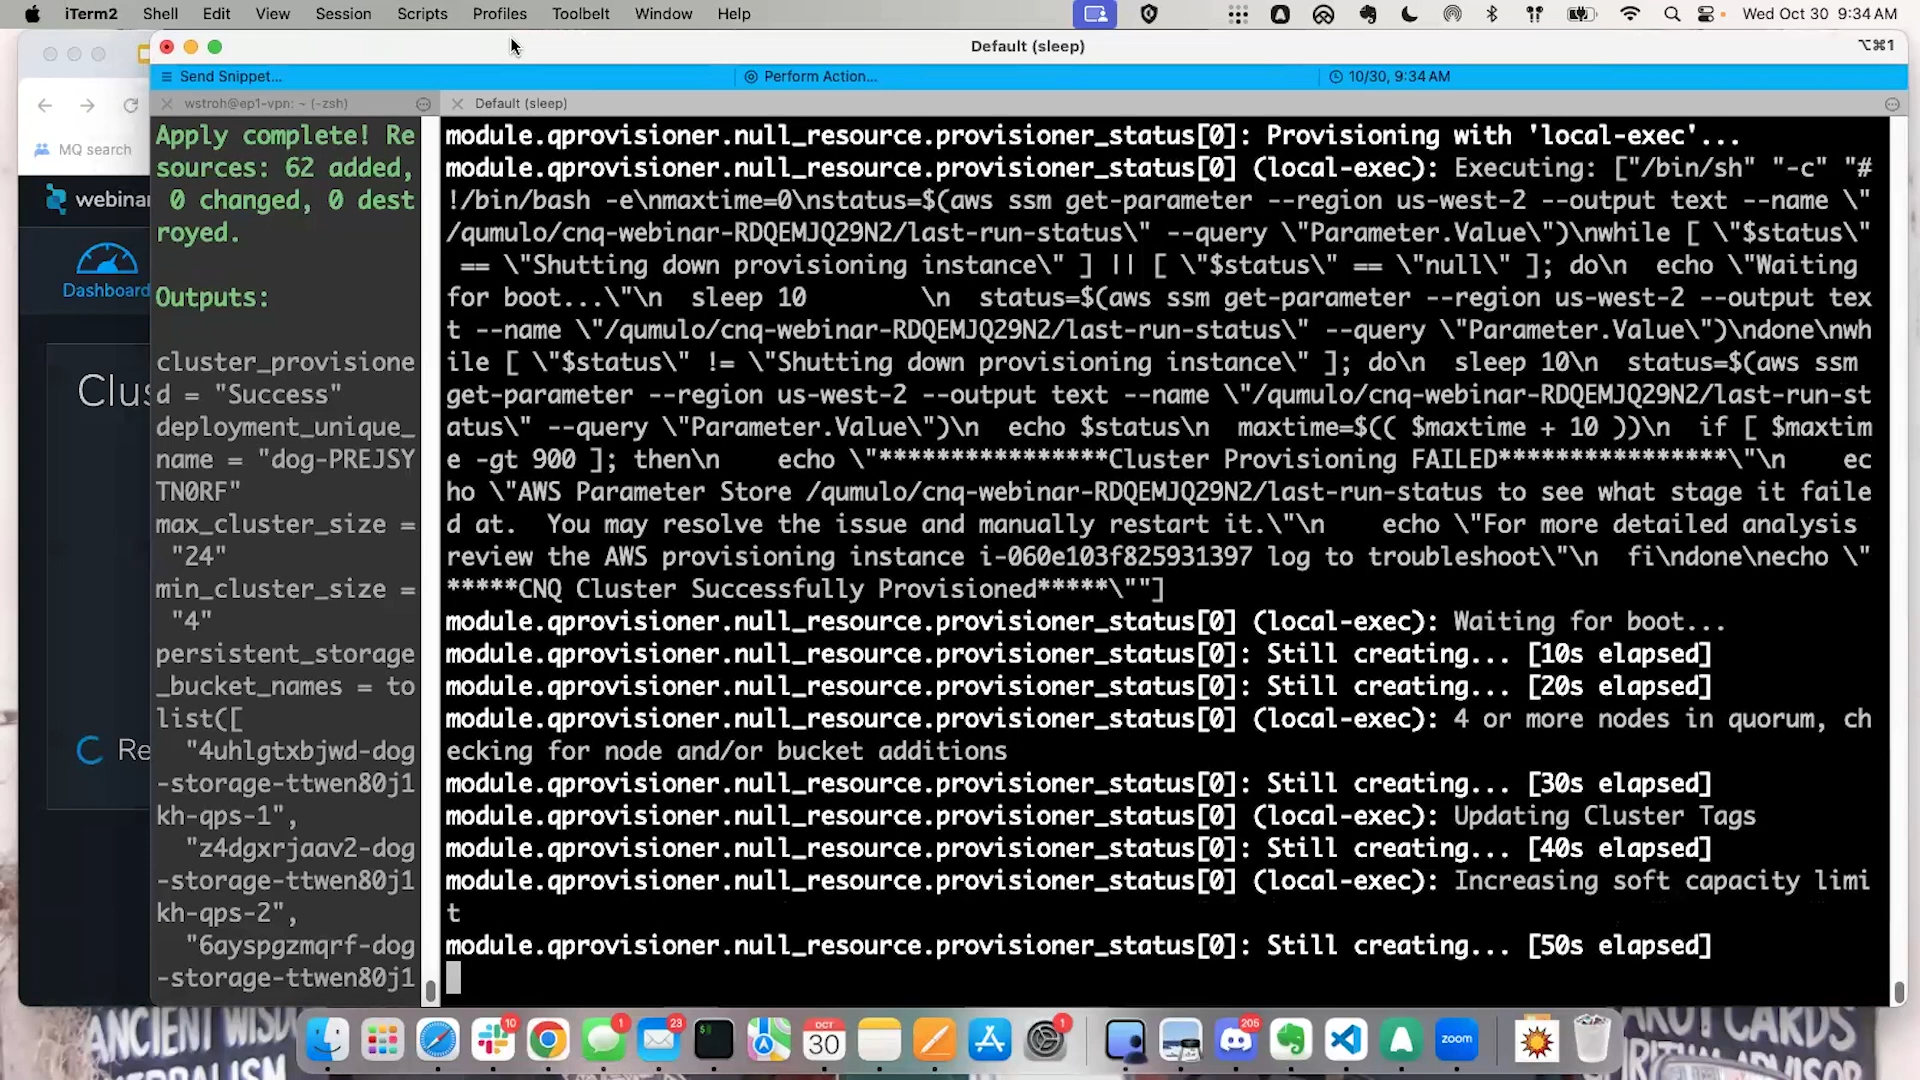 iTerm2 Shell Edit View Session Scripts Profiles Toolbelt Window Help Wed Oct 30 9:34 AM
Default (sleep) ⌥⌘1
Send Snippet... Perform Action... 10/30, 9:34 AM
wstroh@ep1-vpn: ~ (-zsh) Default (sleep)
MQ search
webinar
Dashboard
Clus
Re
Apply complete! Re
sources: 62 added,
0 changed, 0 dest
royed.
Outputs:
cluster_provisione
d = "Success"
deployment_unique_
name = "dog-PREJSY
TN0RF"
max_cluster_size =
"24"
min_cluster_size =
"4"
persistent_storage
_bucket_names = to
list([
"4uhlgtxbjwd-dog
-storage-ttwen80j1
kh-qps-1",
"z4dgxrjaav2-dog
-storage-ttwen80j1
kh-qps-2",
"6ayspgzmqrf-dog
-storage-ttwen80j1
module.qprovisioner.null_resource.provisioner_status[0]: Provisioning with 'local-exec'...
module.qprovisioner.null_resource.provisioner_status[0] (local-exec): Executing: ["/bin/sh" "-c" "#
!/bin/bash -e\nmaxtime=0\nstatus=$(aws ssm get-parameter --region us-west-2 --output text --name \"
/qumulo/cnq-webinar-RDQEMJQ29N2/last-run-status\" --query \"Parameter.Value\")\nwhile [ \"$status\"
== \"Shutting down provisioning instance\" ] || [ \"$status\" == \"null\" ]; do\n  echo \"Waiting
for boot...\"\n  sleep 10        \n  status=$(aws ssm get-parameter --region us-west-2 --output tex
t --name \"/qumulo/cnq-webinar-RDQEMJQ29N2/last-run-status\" --query \"Parameter.Value\")\ndone\nwh
ile [ \"$status\" != \"Shutting down provisioning instance\" ]; do\n  sleep 10\n  status=$(aws ssm
get-parameter --region us-west-2 --output text --name \"/qumulo/cnq-webinar-RDQEMJQ29N2/last-run-st
atus\" --query \"Parameter.Value\")\n  echo $status\n  maxtime=$(( $maxtime + 10 ))\n  if [ $maxtim
e -gt 900 ]; then\n    echo \"****************Cluster Provisioning FAILED****************\"\n    ec
ho \"AWS Parameter Store /qumulo/cnq-webinar-RDQEMJQ29N2/last-run-status to see what stage it faile
d at.  You may resolve the issue and manually restart it.\"\n    echo \"For more detailed analysis
review the AWS provisioning instance i-060e103f825931397 log to troubleshoot\"\n  fi\ndone\necho \"
*****CNQ Cluster Successfully Provisioned*****\""]
module.qprovisioner.null_resource.provisioner_status[0] (local-exec): Waiting for boot...
module.qprovisioner.null_resource.provisioner_status[0]: Still creating... [10s elapsed]
module.qprovisioner.null_resource.provisioner_status[0]: Still creating... [20s elapsed]
module.qprovisioner.null_resource.provisioner_status[0] (local-exec): 4 or more nodes in quorum, ch
ecking for node and/or bucket additions
module.qprovisioner.null_resource.provisioner_status[0]: Still creating... [30s elapsed]
module.qprovisioner.null_resource.provisioner_status[0] (local-exec): Updating Cluster Tags
module.qprovisioner.null_resource.provisioner_status[0]: Still creating... [40s elapsed]
module.qprovisioner.null_resource.provisioner_status[0] (local-exec): Increasing soft capacity limi
t
module.qprovisioner.null_resource.provisioner_status[0]: Still creating... [50s elapsed]
ANCIENT WISD
HERBALISM
10 1 23 OCT 30 1 205 zoom